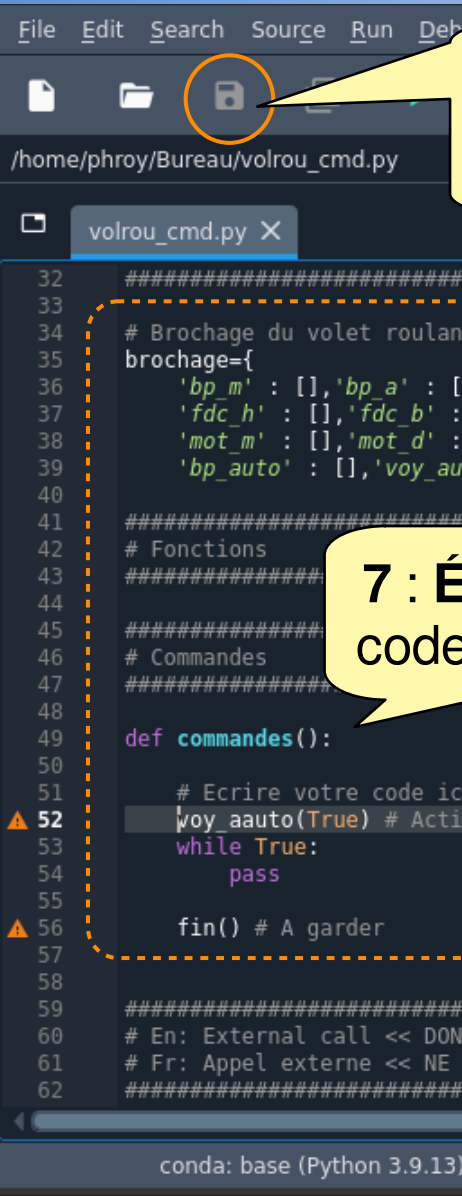 File Edit Search Source Run Deb
/home/phroy/Bureau/volrou_cmd.py
volrou_cmd.py
32 ##########################
33
34 # Brochage du volet roulan
35 brochage={
36 'bp_m' : [],'bp_a' : [
37 'fdc_h' : [],'fdc_b' :
38 'mot_m' : [],'mot_d' :
39 'bp_auto' : [],'voy_au
40
41 ##########################
42 # Fonctions
43 ################
44
45 ################
46 # Commandes
47 ################
48
49 def commandes():
50
51 # Ecrire votre code ic
52 voy_aauto(True) # Acti
53 while True:
54 pass
55
56 fin() # A garder
57
58
59 ##########################
60 # En: External call << DON
61 # Fr: Appel externe << NE
62 ##########################
7 : É
code
conda: base (Python 3.9.13)